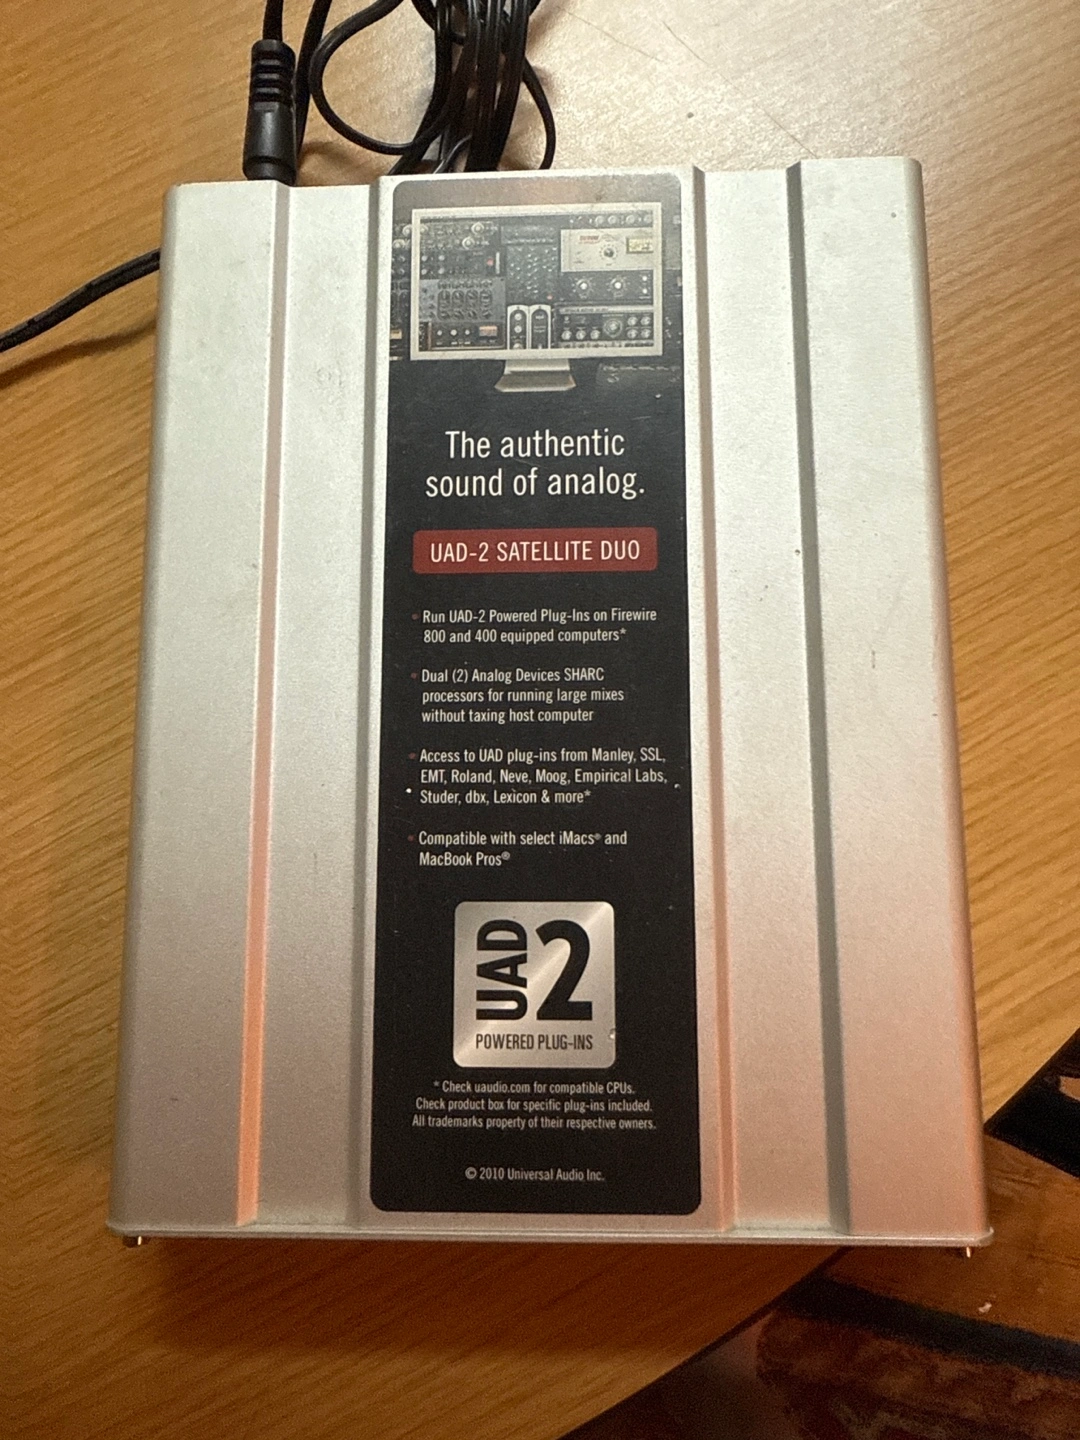 The authentic
sound of analog.
UAD-2 SATELLITE DUO
Run UAD-2 Powered Plug-Ins on Firewire
800 and 400 equipped computers*
Dual (2) Analog Devices SHARC
processors for running large mixes
without taxing host computer
Access to UAD plug-ins from Manley, SSL,
EMT, Roland, Neve, Moog, Empirical Labs,
Studer, dbx, Lexicon & more*
Compatible with select iMacs® and
MacBook Pros®
UAD 2
POWERED PLUG-INS
* Check uaudio.com for compatible CPUs.
Check product box for specific plug-ins included.
All trademarks property of their respective owners.
© 2010 Universal Audio Inc.